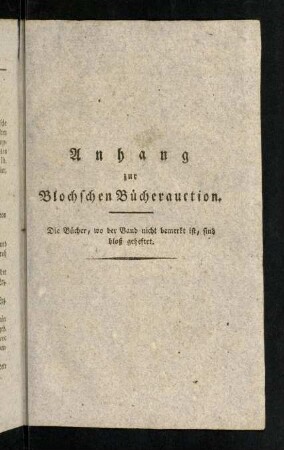 Anhang
zur
Blochschen Bücherauction.
Die Bücher, wo der Band nicht bemerkt ist, sind
bloß geheftet.